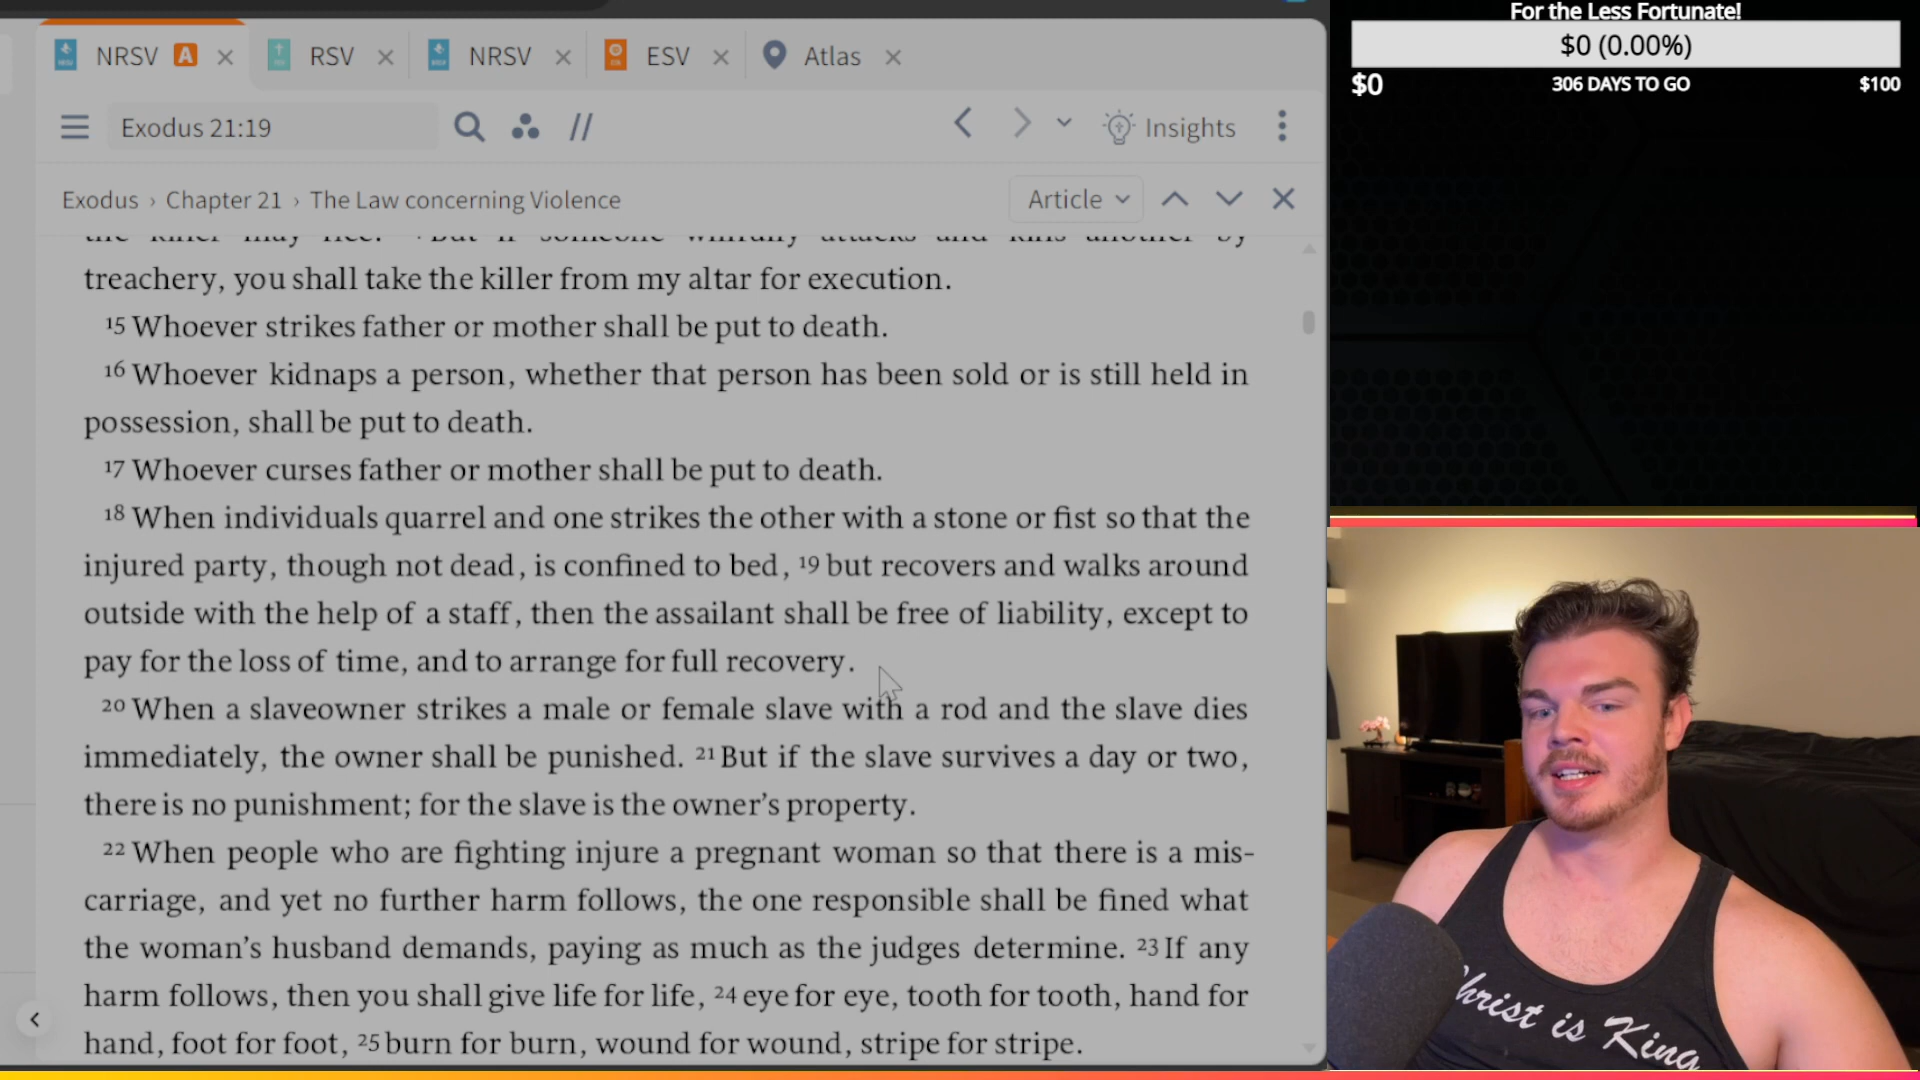 NRSV A
RSV
NRSV
ESV
Atlas
Exodus 21:19
Insights
Exodus › Chapter 21 › The Law concerning Violence
Article
treachery, you shall take the killer from my altar for execution.
15 Whoever strikes father or mother shall be put to death.
16 Whoever kidnaps a person, whether that person has been sold or is still held in
possession, shall be put to death.
17 Whoever curses father or mother shall be put to death.
18 When individuals quarrel and one strikes the other with a stone or fist so that the
injured party, though not dead, is confined to bed, 19 but recovers and walks around
outside with the help of a staff, then the assailant shall be free of liability, except to
pay for the loss of time, and to arrange for full recovery.
20 When a slaveowner strikes a male or female slave with a rod and the slave dies
immediately, the owner shall be punished. 21 But if the slave survives a day or two,
there is no punishment; for the slave is the owner's property.
22 When people who are fighting injure a pregnant woman so that there is a mis-
carriage, and yet no further harm follows, the one responsible shall be fined what
the woman's husband demands, paying as much as the judges determine. 23 If any
harm follows, then you shall give life for life, 24 eye for eye, tooth for tooth, hand for
hand, foot for foot, 25 burn for burn, wound for wound, stripe for stripe.
For the Less Fortunate!
$0 (0.00%)
$0 306 DAYS TO GO $100
Christ is King